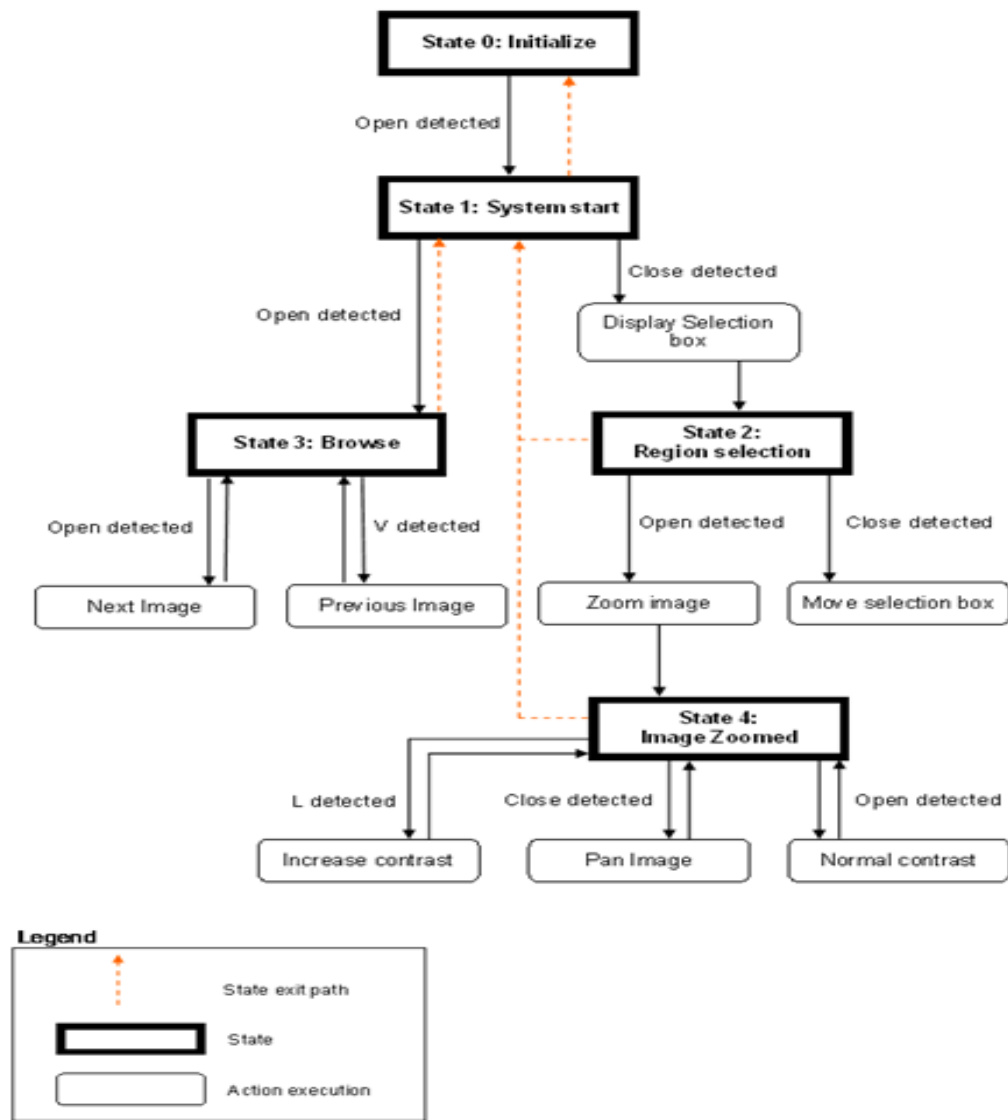 State 0: Initialize
Open detected
State 1: System start
Close detected
Open detected
Display Selection
box
State 3: Browse
State 2:
Region selection
Open detected
V detected
Open detected
Close detected
Next Image
Previous Image
Zoom image
Move selection box
State 4:
Image Zoomed
L detected
Close detected
Open detected
Increase contrast
Pan Image
Normal contrast
Legend
State exit path
State
Action execution